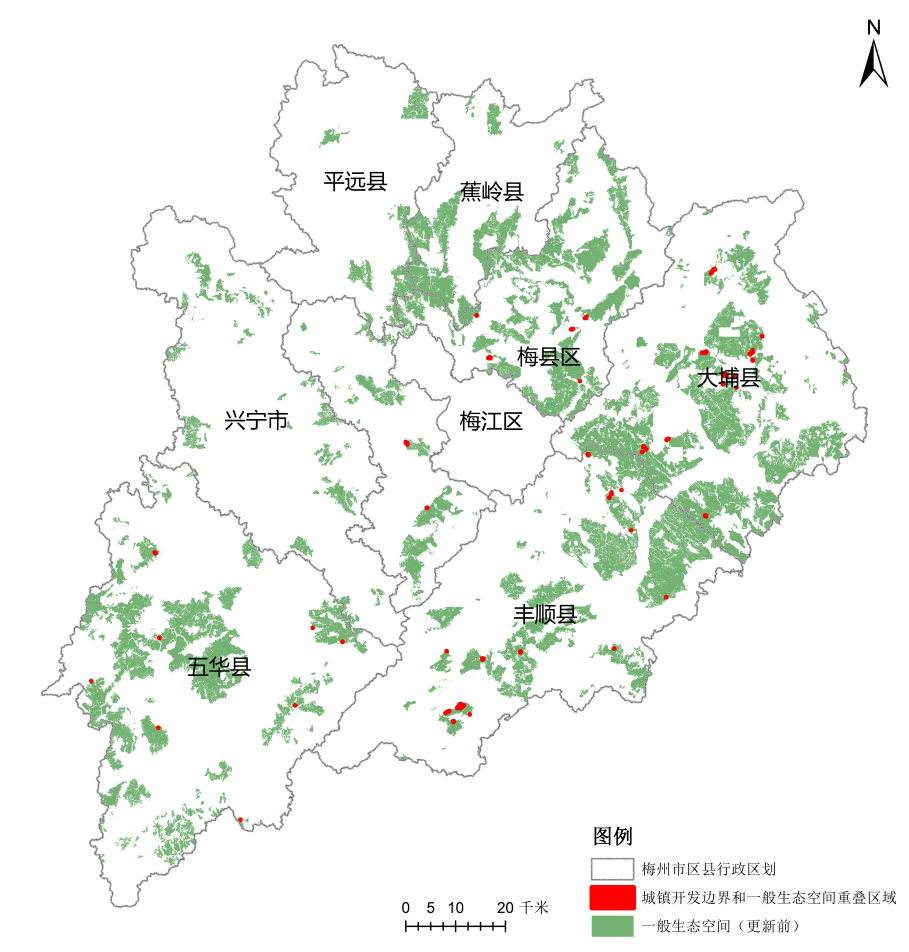 N
平远县
蕉岭县
梅县区
大埔县
兴宁市
梅江区
丰顺县
五华县
图例
梅州市区县行政区划
城镇开发边界和一般生态空间重叠区域
一般生态空间（更新前）
0 5 10 20 千米